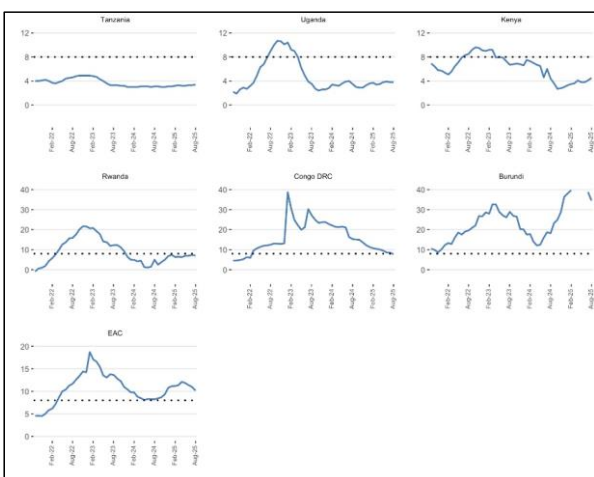 Tanzania
Uganda
Kenya
12
8
4
0
Feb-22
Aug-22
Feb-23
Aug-23
Feb-24
Aug-24
Feb-25
Aug-25
12
8
4
0
Feb-22
Aug-22
Feb-23
Aug-23
Feb-24
Aug-24
Feb-25
Aug-25
12
8
4
0
Feb-22
Aug-22
Feb-23
Aug-23
Feb-24
Aug-24
Feb-25
Aug-25
Rwanda
Congo DRC
Burundi
40
30
20
10
0
Feb-22
Aug-22
Feb-23
Aug-23
Feb-24
Aug-24
Feb-25
Aug-25
40
30
20
10
0
Feb-22
Aug-22
Feb-23
Aug-23
Feb-24
Aug-24
Feb-25
Aug-25
40
30
20
10
0
Feb-22
Aug-22
Feb-23
Aug-23
Feb-24
Aug-24
Feb-25
Aug-25
EAC
20
15
10
5
0
Feb-22
Aug-22
Feb-23
Aug-23
Feb-24
Aug-24
Feb-25
Aug-25